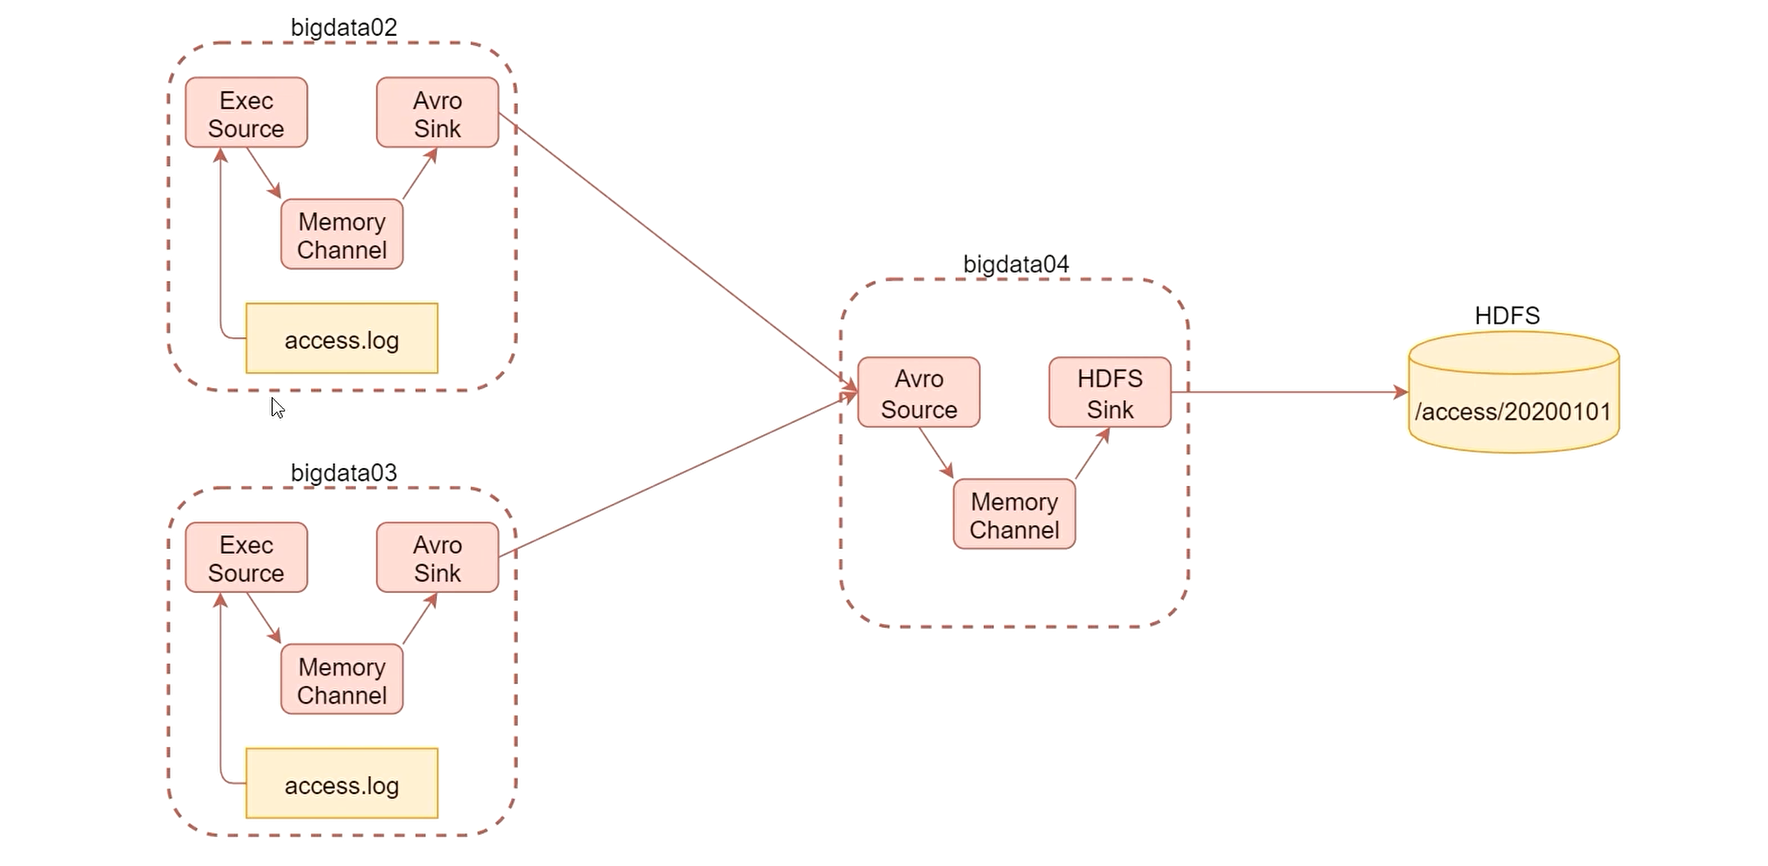 bigdata02
Exec
Source
Avro
Sink
Memory
Channel
access.log
bigdata03
Exec
Source
Avro
Sink
Memory
Channel
access.log
bigdata04
Avro
Source
HDFS
Sink
Memory
Channel
HDFS
/access/20200101